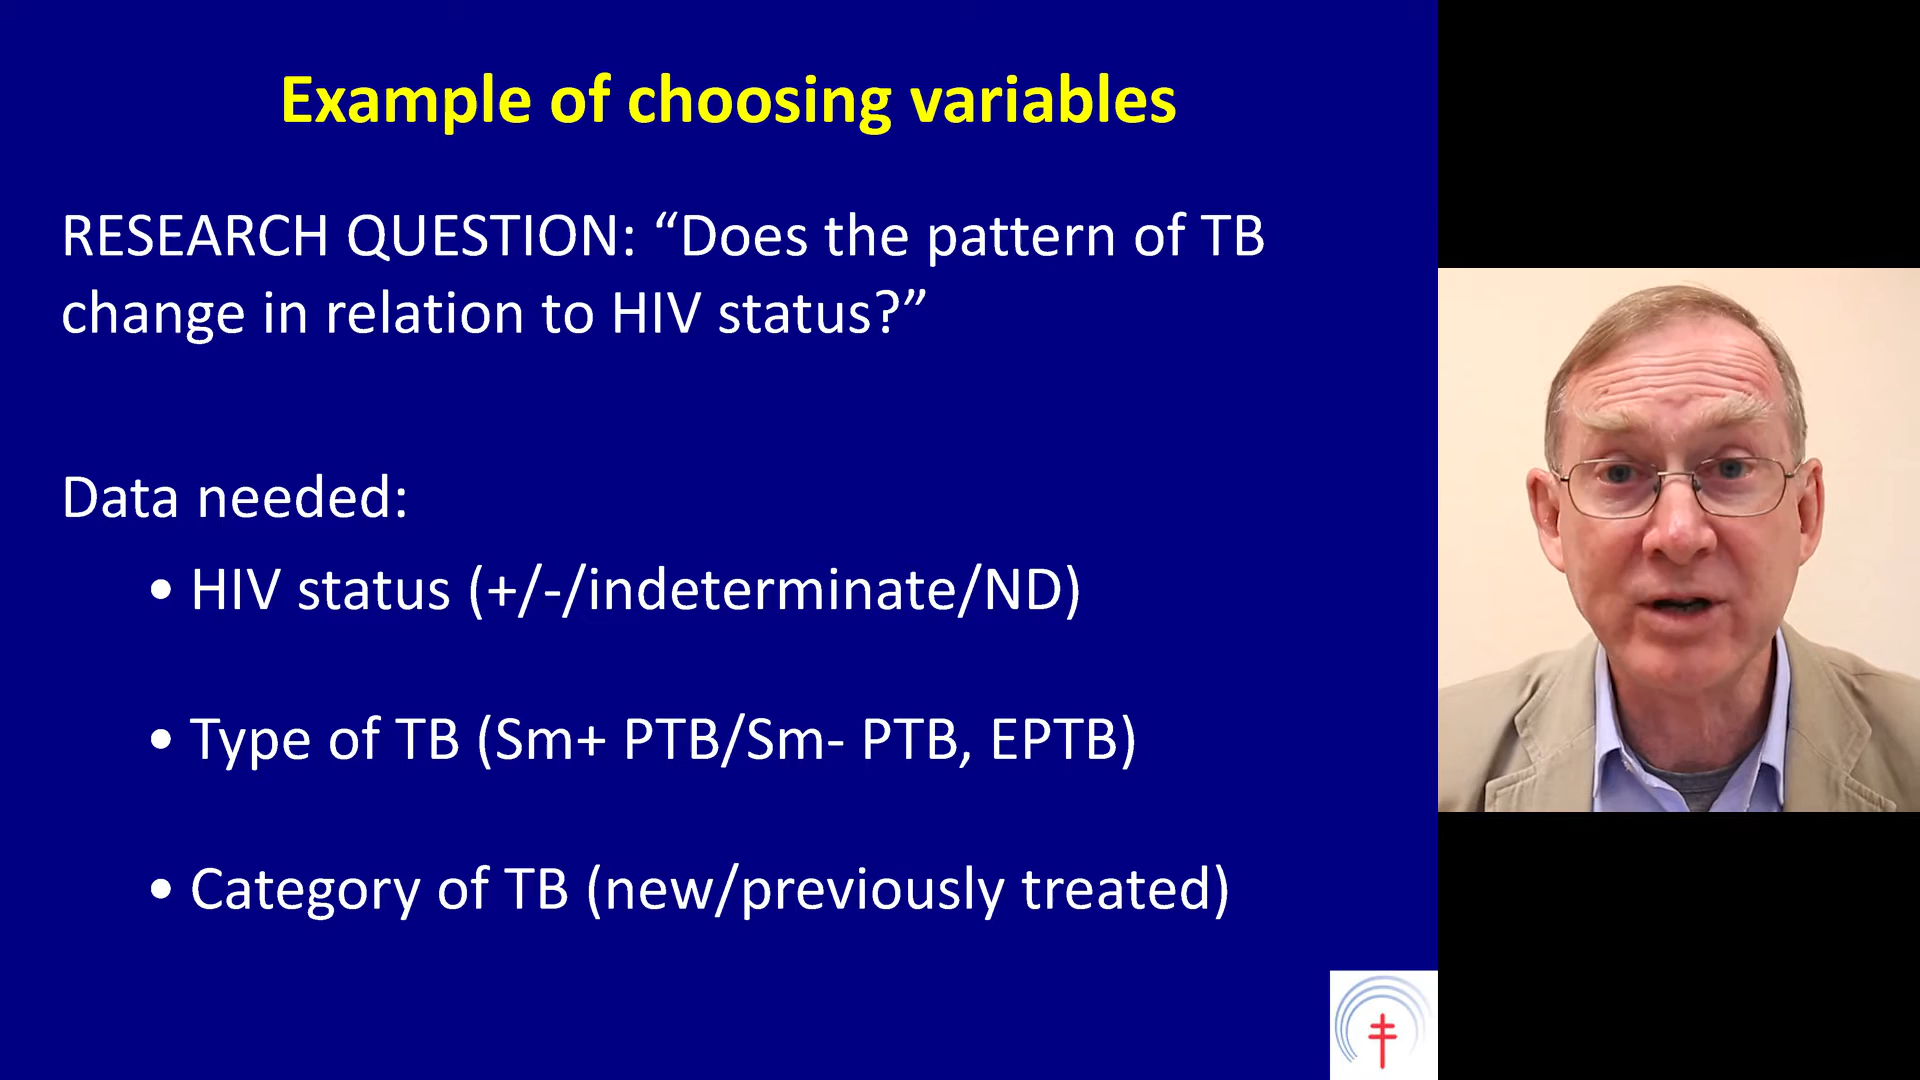 Example of choosing variables
RESEARCH QUESTION: “Does the pattern of TB
change in relation to HIV status?”
Data needed:
• HIV status (+/-/indeterminate/ND)
• Type of TB (Sm+ PTB/Sm- PTB, EPTB)
• Category of TB (new/previously treated)